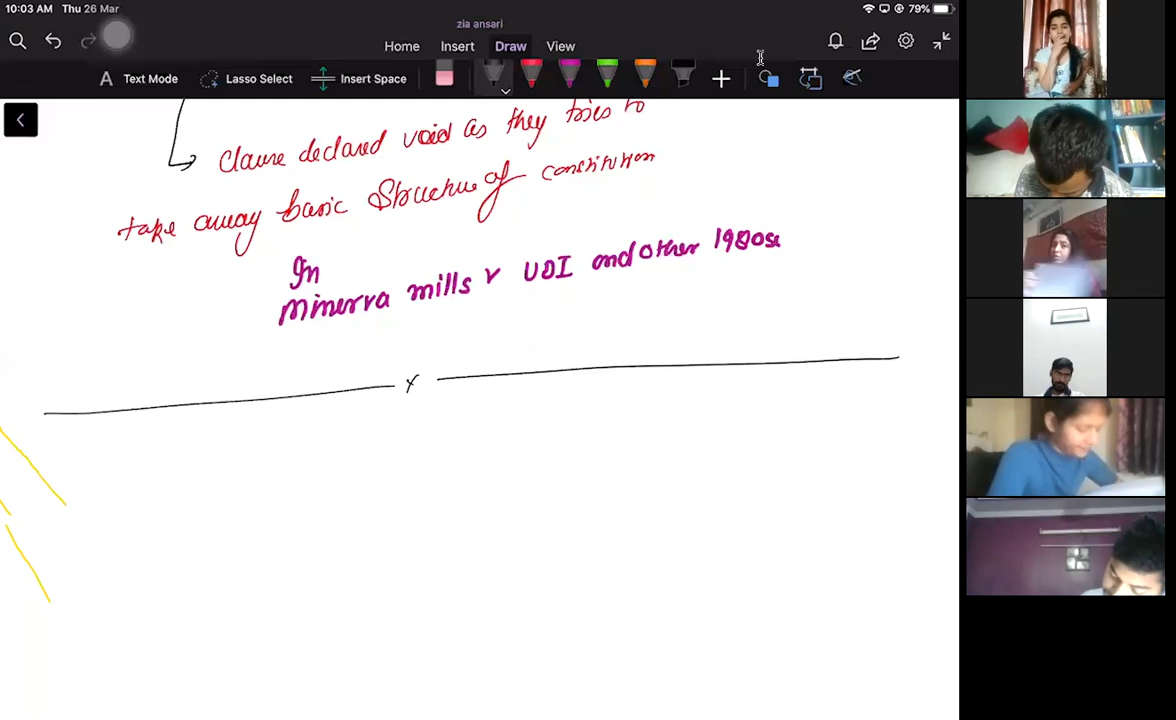 10:03 AM Thu 26 Mar
79%
zia ansari
Home Insert Draw View
A Text Mode Lasso Select Insert Space
Clause declared void as they tries to
take away basic Structure of constitution
In
Minerva mills v UOI and other 1980sc
x